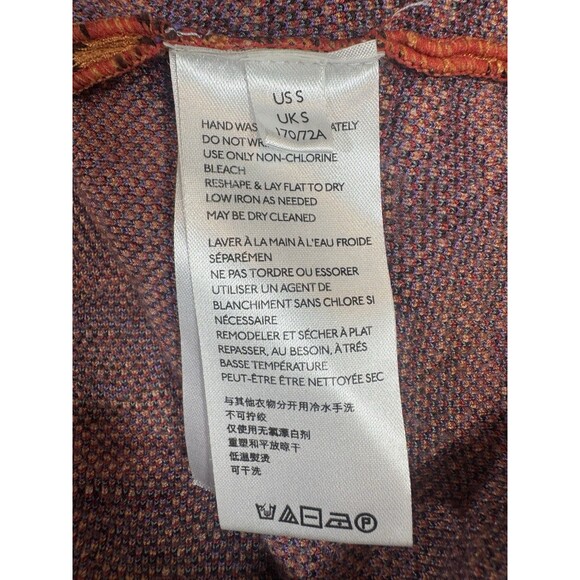 US S
UK S
170/72A
HAND WAS ATELY
DO NOT WR
USE ONLY NON-CHLORINE
BLEACH
RESHAPE & LAY FLAT TO DRY
LOW IRON AS NEEDED
MAY BE DRY CLEANED
LAVER À LA MAIN À L'EAU FROIDE
SÉPARÉMEN
NE PAS TORDRE OU ESSORER
UTILISER UN AGENT DE
BLANCHIMENT SANS CHLORE SI
NÉCESSAIRE
REMODELER ET SÉCHER À PLAT
REPASSER, AU BESOIN, À TRÉS
BASSE TEMPÉRATURE
PEUT-ÊTRE ÊTRE NETTOYÉE SEC
与其他衣物分开用冷水手洗
不可拧绞
仅使用无氯漂白剂
重塑和平放晾干
低温熨烫
可干洗
P